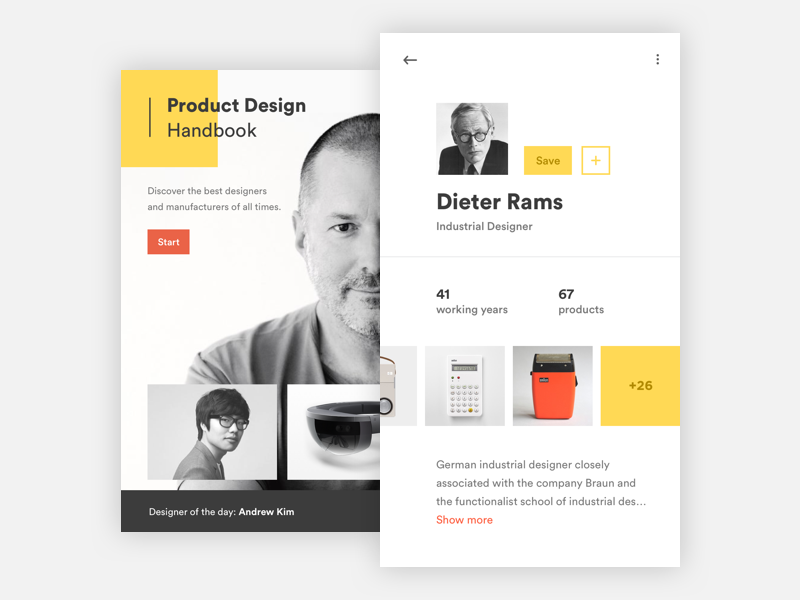 Product Design
Handbook
Discover the best designers
and manufacturers of all times.
Start
Designer of the day: Andrew Kim
Save
+
Dieter Rams
Industrial Designer
41
working years
67
products
+26
German industrial designer closely
associated with the company Braun and
the functionalist school of industrial des…
Show more